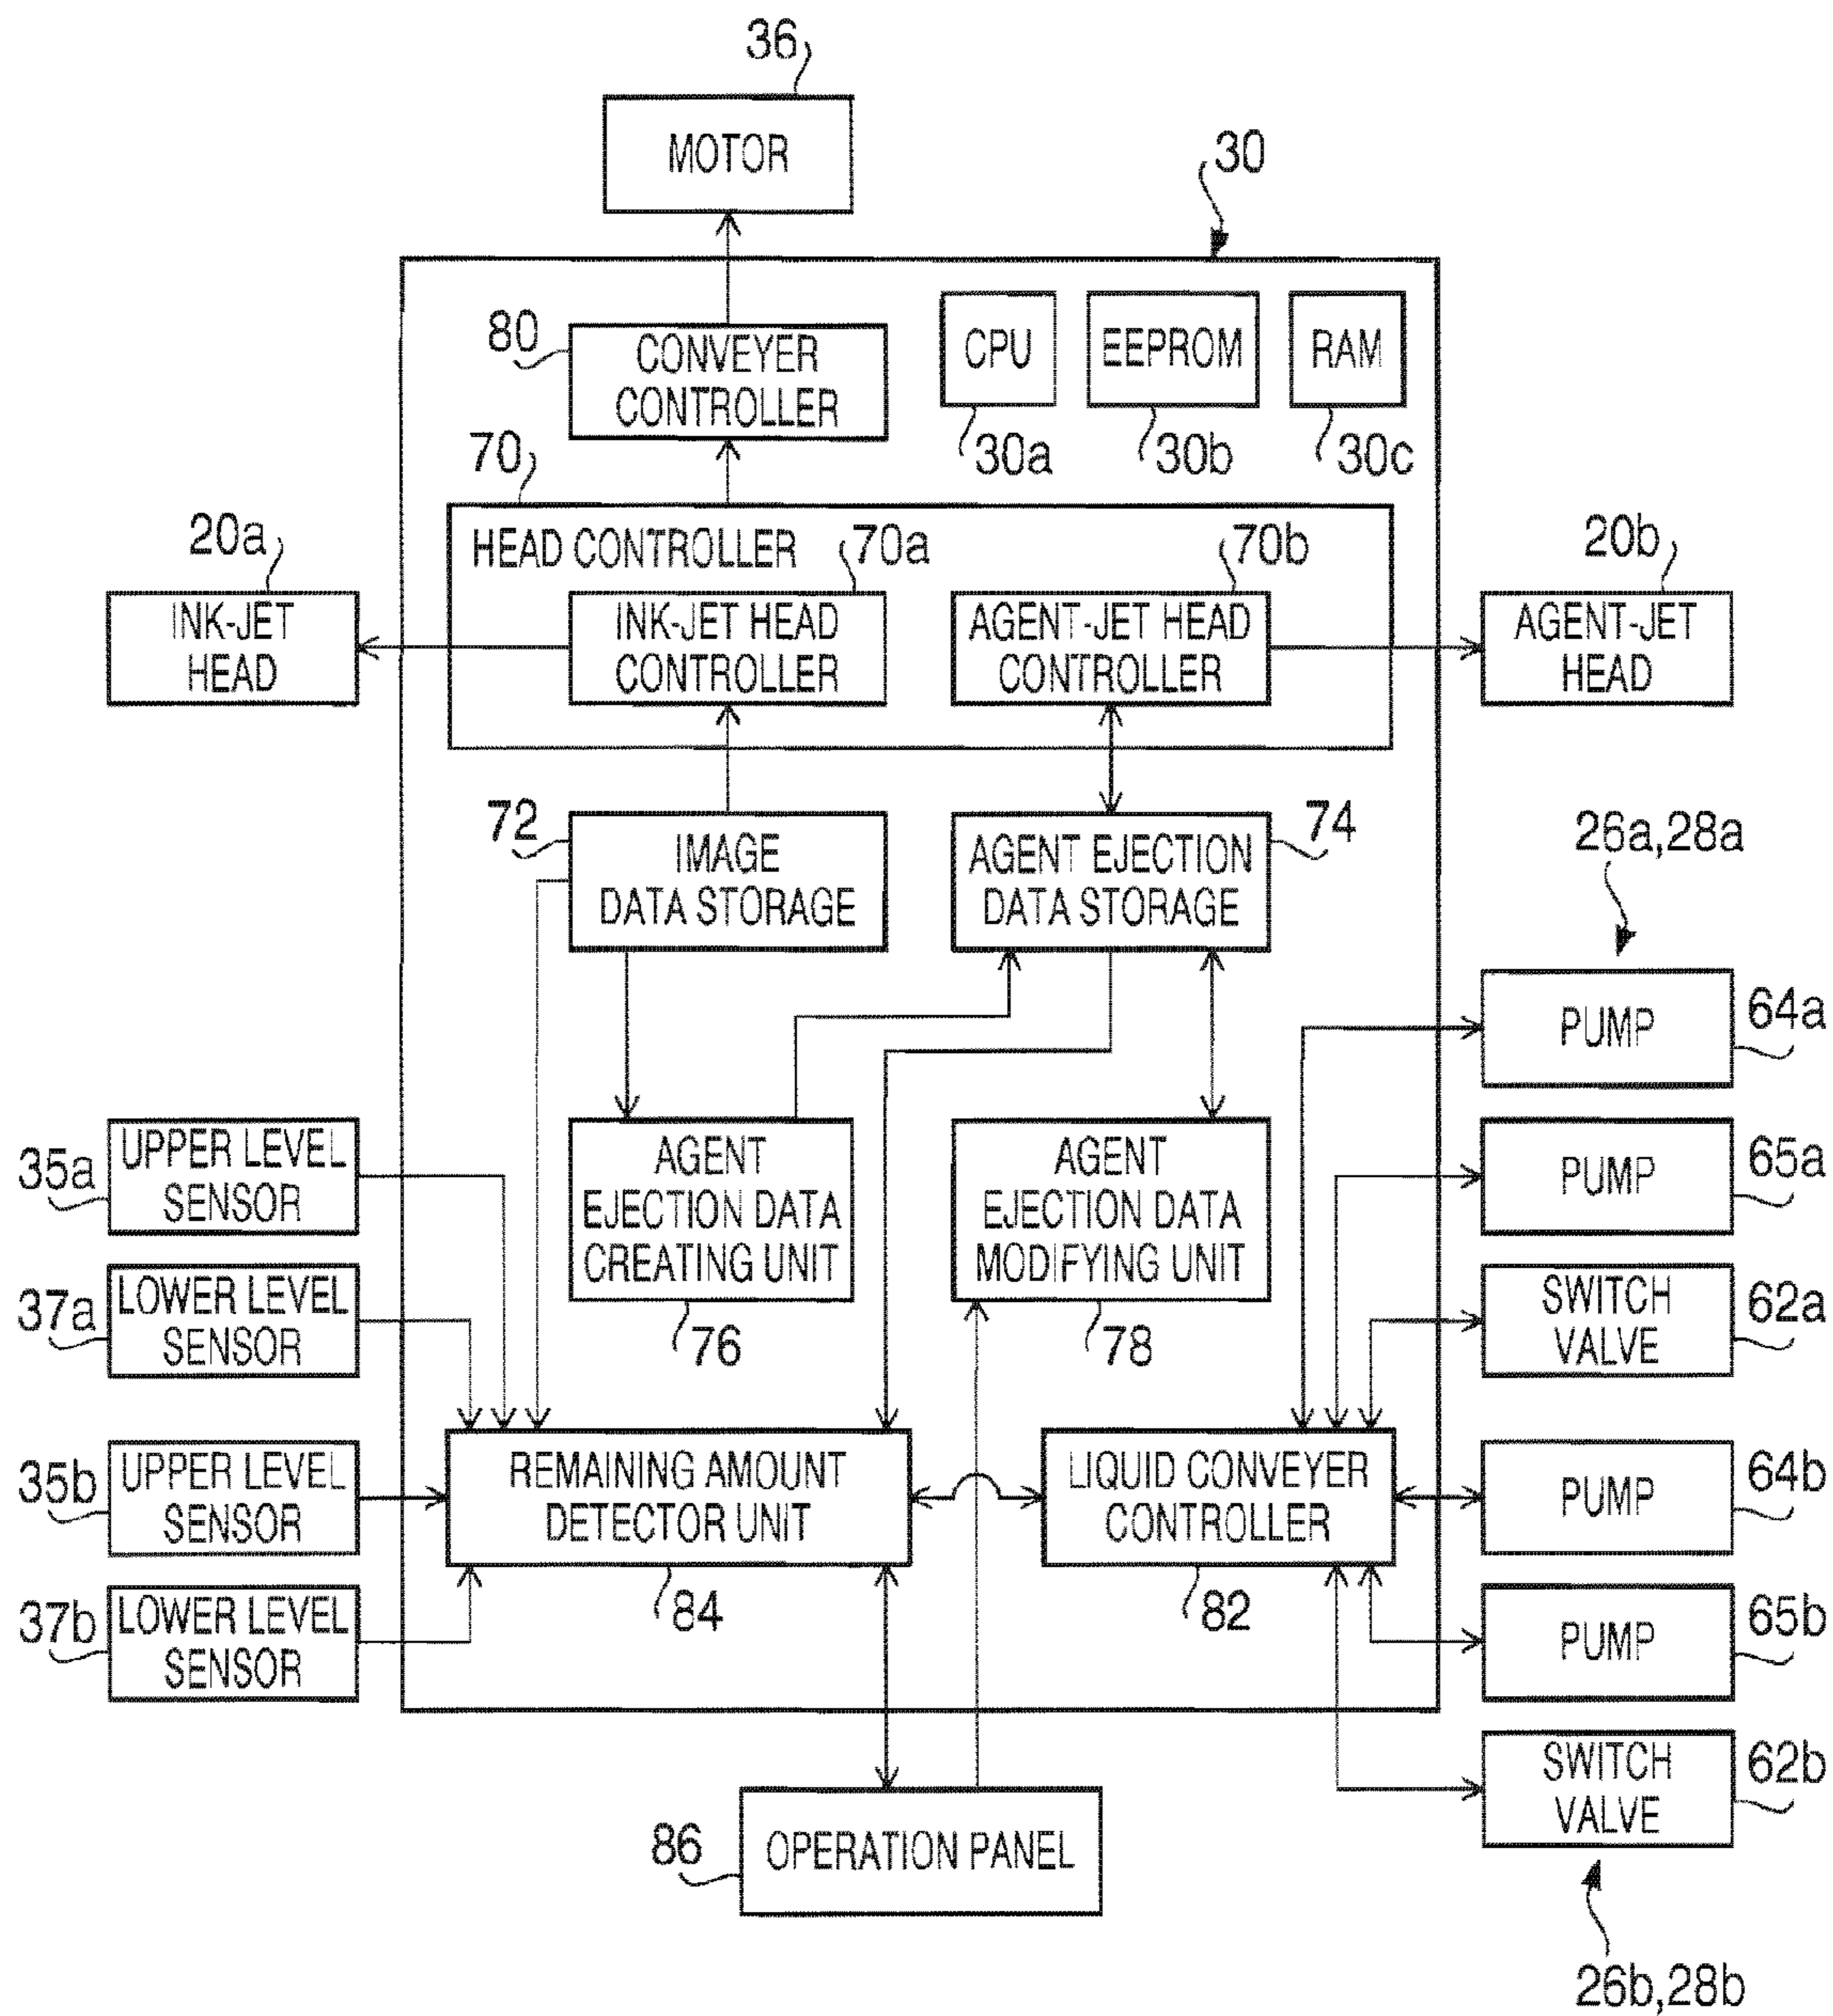 36
MOTOR
30
80
CONVEYER
CONTROLLER
CPU
EEPROM
RAM
30a
30b
30c
70
HEAD CONTROLLER
70a
70b
20a
INK-JET
HEAD
INK-JET HEAD
CONTROLLER
AGENT-JET HEAD
CONTROLLER
20b
AGENT-JET
HEAD
72
IMAGE
DATA STORAGE
AGENT EJECTION
DATA STORAGE
74
26a,28a
PUMP
64a
35a
UPPER LEVEL
SENSOR
AGENT
EJECTION DATA
CREATING UNIT
76
AGENT
EJECTION DATA
MODIFYING UNIT
78
PUMP
65a
37a
LOWER LEVEL
SENSOR
SWITCH
VALVE
62a
35b
UPPER LEVEL
SENSOR
REMAINING AMOUNT
DETECTOR UNIT
84
LIQUID CONVEYER
CONTROLLER
82
PUMP
64b
37b
LOWER LEVEL
SENSOR
PUMP
65b
86
OPERATION PANEL
SWITCH
VALVE
62b
26b,28b